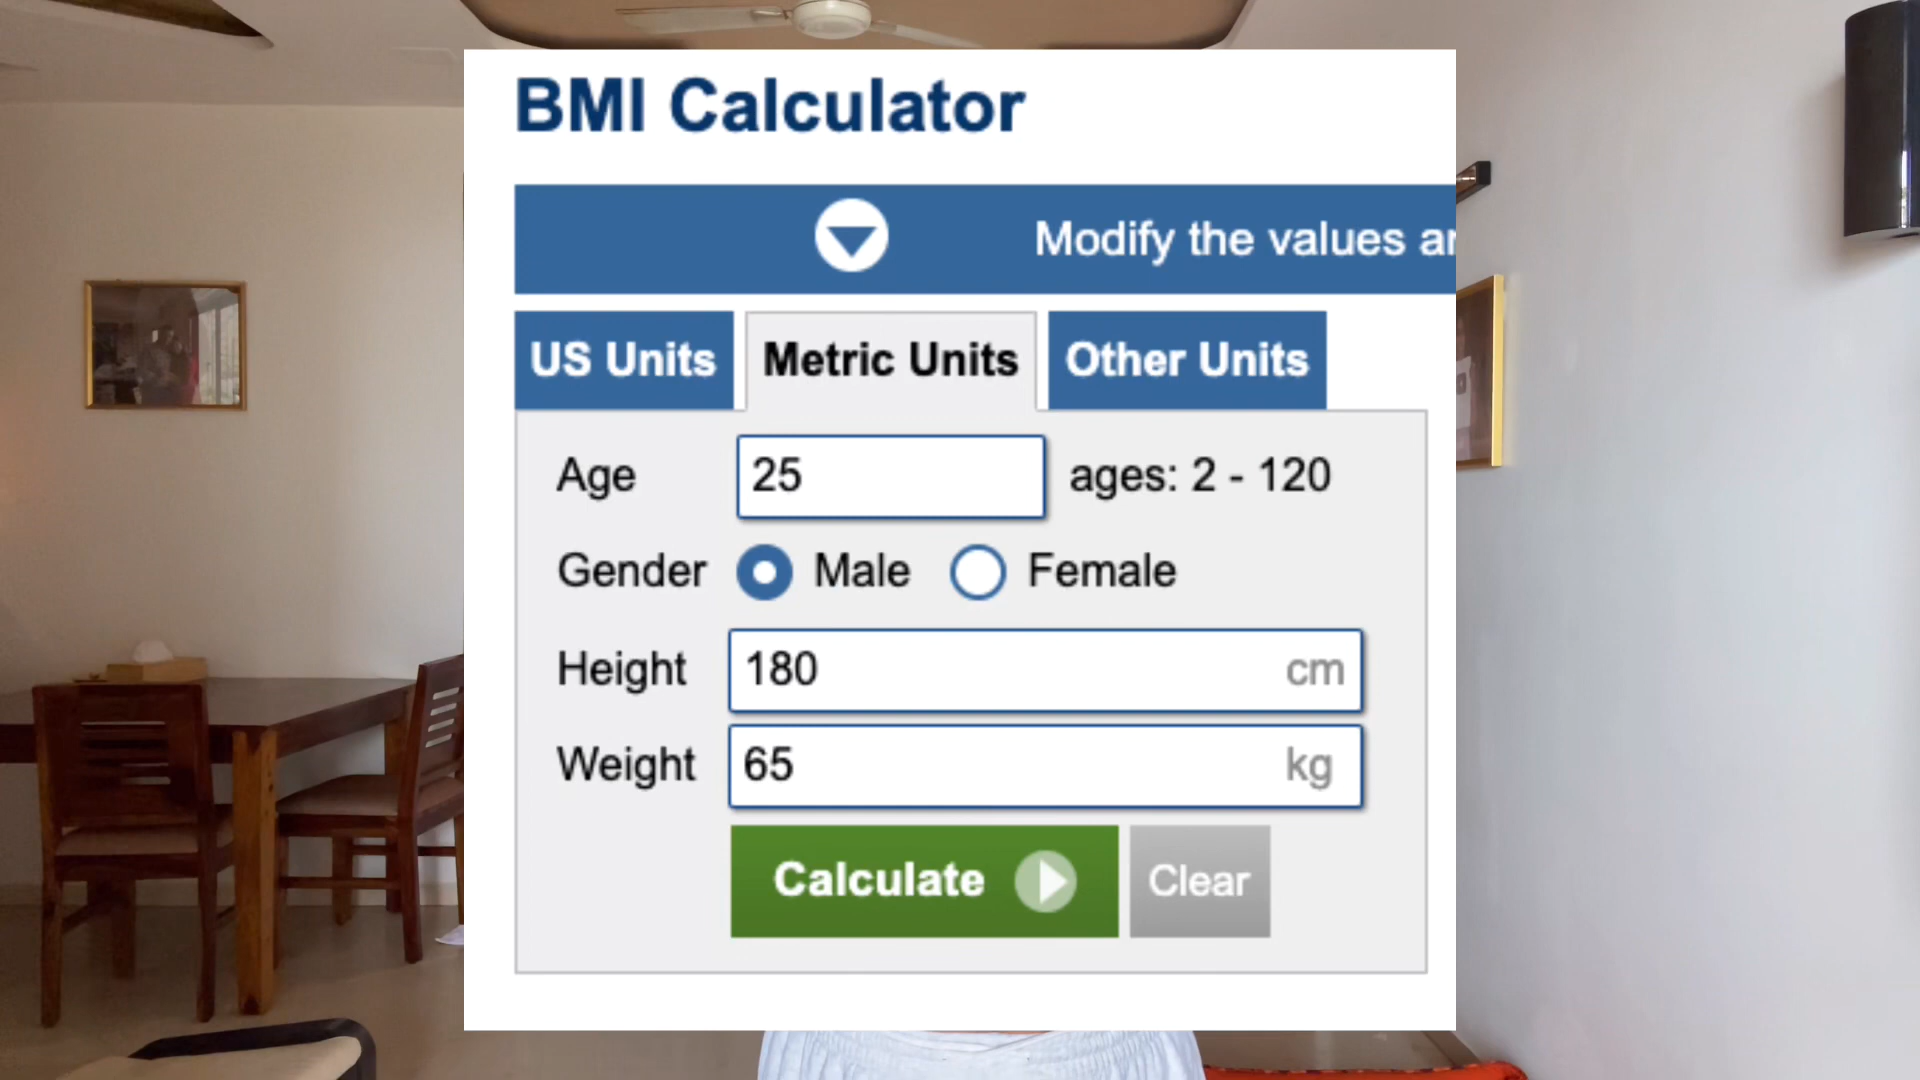 BMI Calculator
Modify the values
US Units Metric Units Other Units
Age 25 ages: 2 - 120
Gender Male Female
Height 180 cm
Weight 65 kg
Calculate Clear